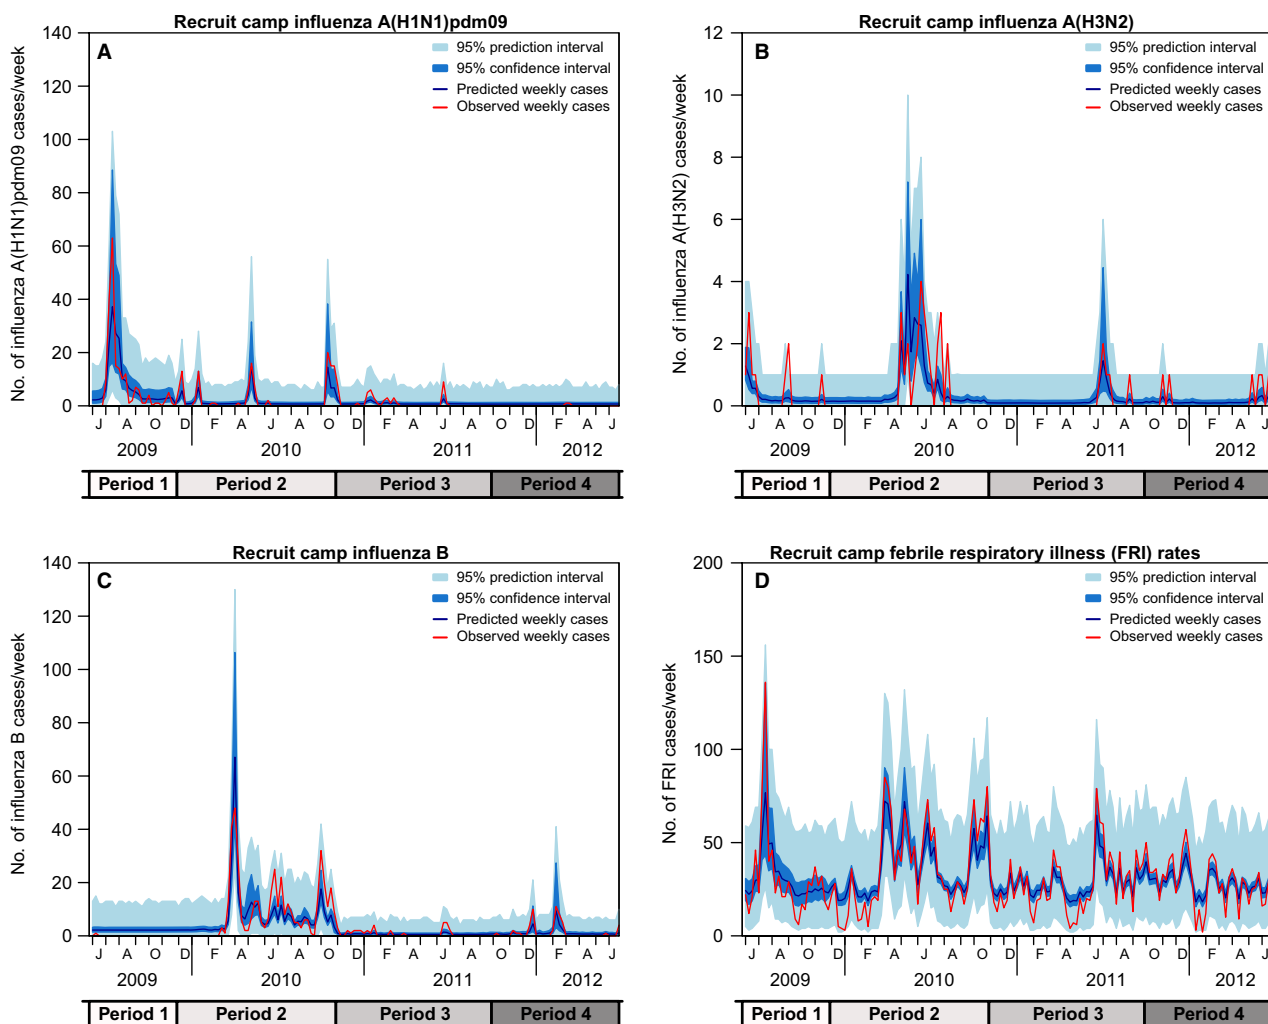 Recruit camp influenza A(H1N1)pdm09
A
No. of influenza A(H1N1)pdm09 cases/week
140
120
100
80
60
40
20
0
95% prediction interval
95% confidence interval
Predicted weekly cases
Observed weekly cases
J A O D F A J A O D F A J A O D F A J
2009 2010 2011 2012
Period 1 Period 2 Period 3 Period 4
Recruit camp influenza A(H3N2)
B
No. of influenza A(H3N2) cases/week
12
10
8
6
4
2
0
95% prediction interval
95% confidence interval
Predicted weekly cases
Observed weekly cases
J A O D F A J A O D F A J A O D F A J
2009 2010 2011 2012
Period 1 Period 2 Period 3 Period 4
Recruit camp influenza B
C
No. of influenza B cases/week
140
120
100
80
60
40
20
0
95% prediction interval
95% confidence interval
Predicted weekly cases
Observed weekly cases
J A O D F A J A O D F A J A O D F A J
2009 2010 2011 2012
Period 1 Period 2 Period 3 Period 4
Recruit camp febrile respiratory illness (FRI) rates
D
No. of FRI cases/week
200
150
100
50
0
95% prediction interval
95% confidence interval
Predicted weekly cases
Observed weekly cases
J A O D F A J A O D F A J A O D F A J
2009 2010 2011 2012
Period 1 Period 2 Period 3 Period 4